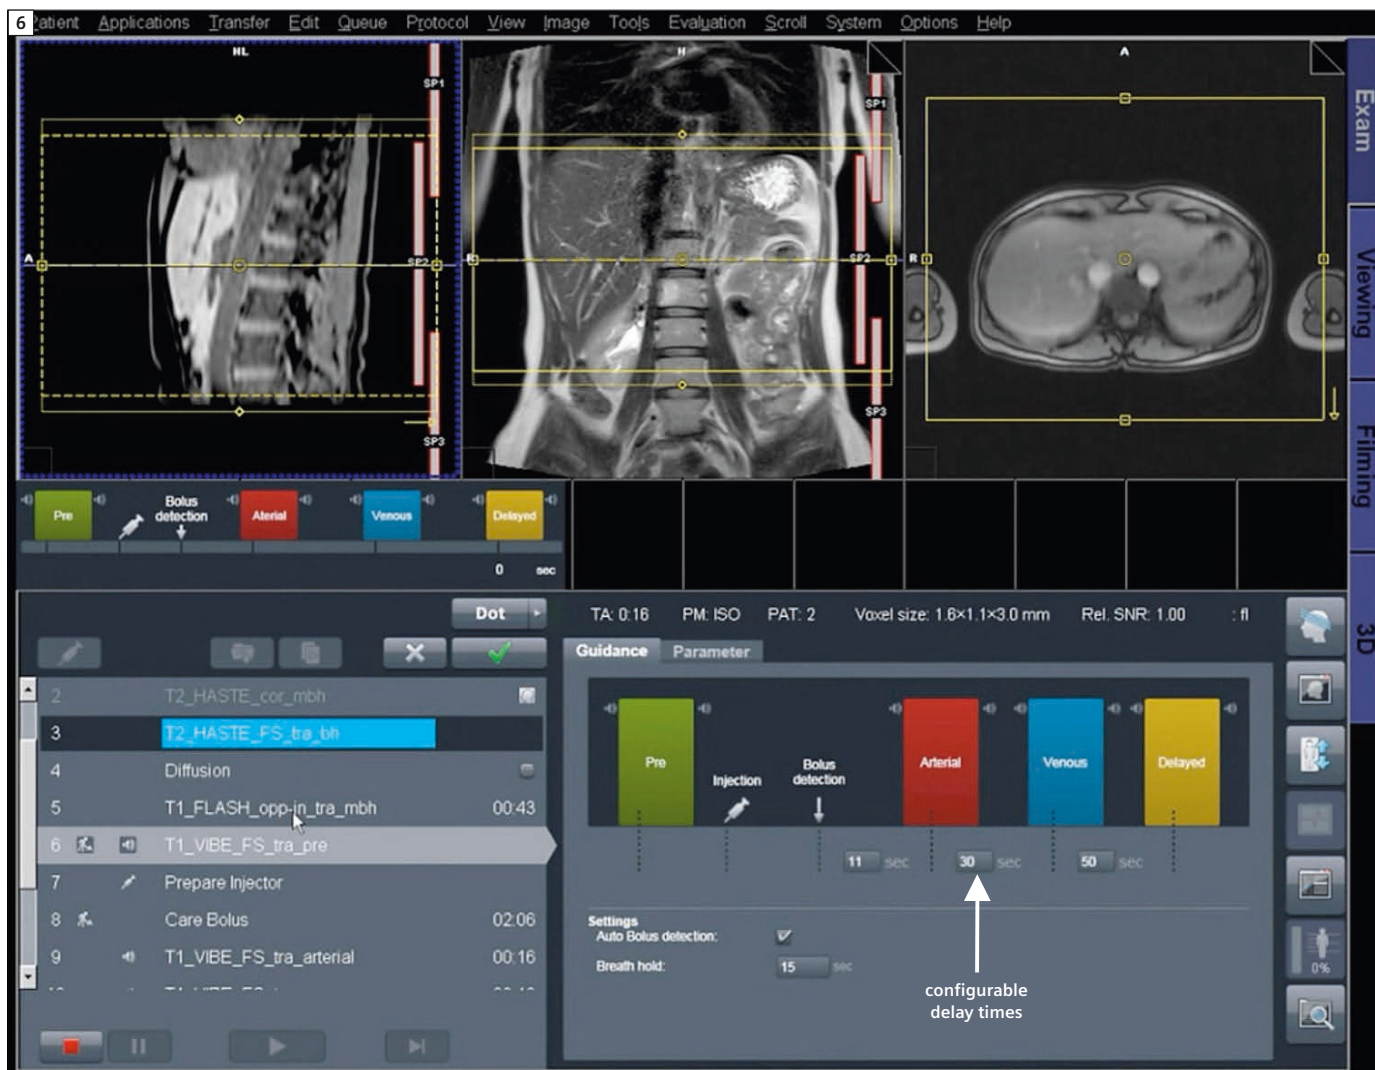 6
Patient Applications Transfer Edit Queue Protocol View Image Tools Evaluation Scroll System Options Help
HL
H
A
SP1
SP1
A
SP2
R
SP2
R
SP3
SP3
Exam
Viewing
Filming
3D
Pre
Bolus
detection
Aterial
Venous
Delayed
0 sec
Dot
TA: 0:16 PM: ISO PAT: 2 Voxel size: 1.6×1.1×3.0 mm Rel. SNR: 1.00 : fl
Guidance Parameter
2 T2_HASTE_cor_mbh
3 T2_HASTE_FS_tra_bh
4 Diffusion
5 T1_FLASH_opp-in_tra_mbh 00:43
6 T1_VIBE_FS_tra_pre
7 Prepare Injector
8 Care Bolus 02:06
9 T1_VIBE_FS_tra_arterial 00:16
Pre
Injection
Bolus
detection
Arterial
Venous
Delayed
11 sec 30 sec 50 sec
Settings
Auto Bolus detection:
Breath hold: 15 sec
configurable
delay times
0%